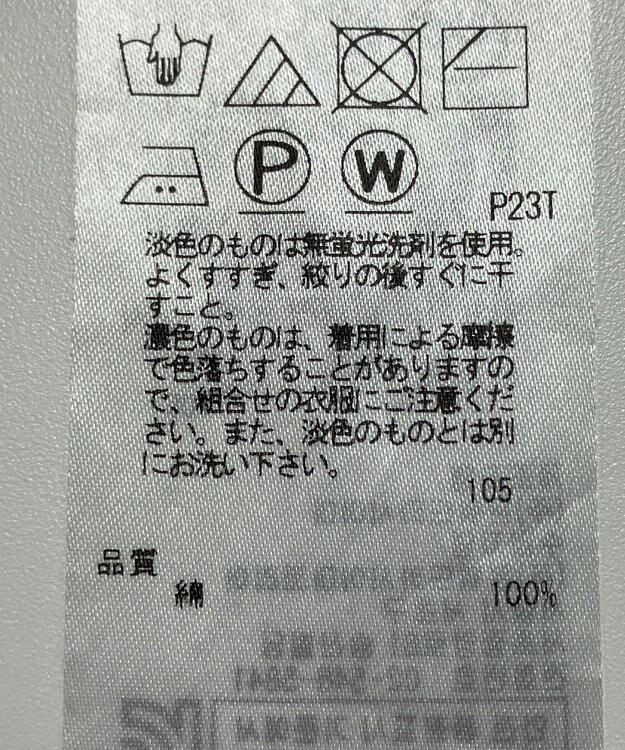 P W
P23T
淡色のものは無蛍光洗剤を使用。
よくすすぎ、絞りの後すぐに干
すこと。
濃色のものは、着用による摩擦
で色落ちすることがありますの
で、組合せの衣服にご注意くだ
さい。また、淡色のものとは別
にお洗い下さい。
105
品質
綿 100%